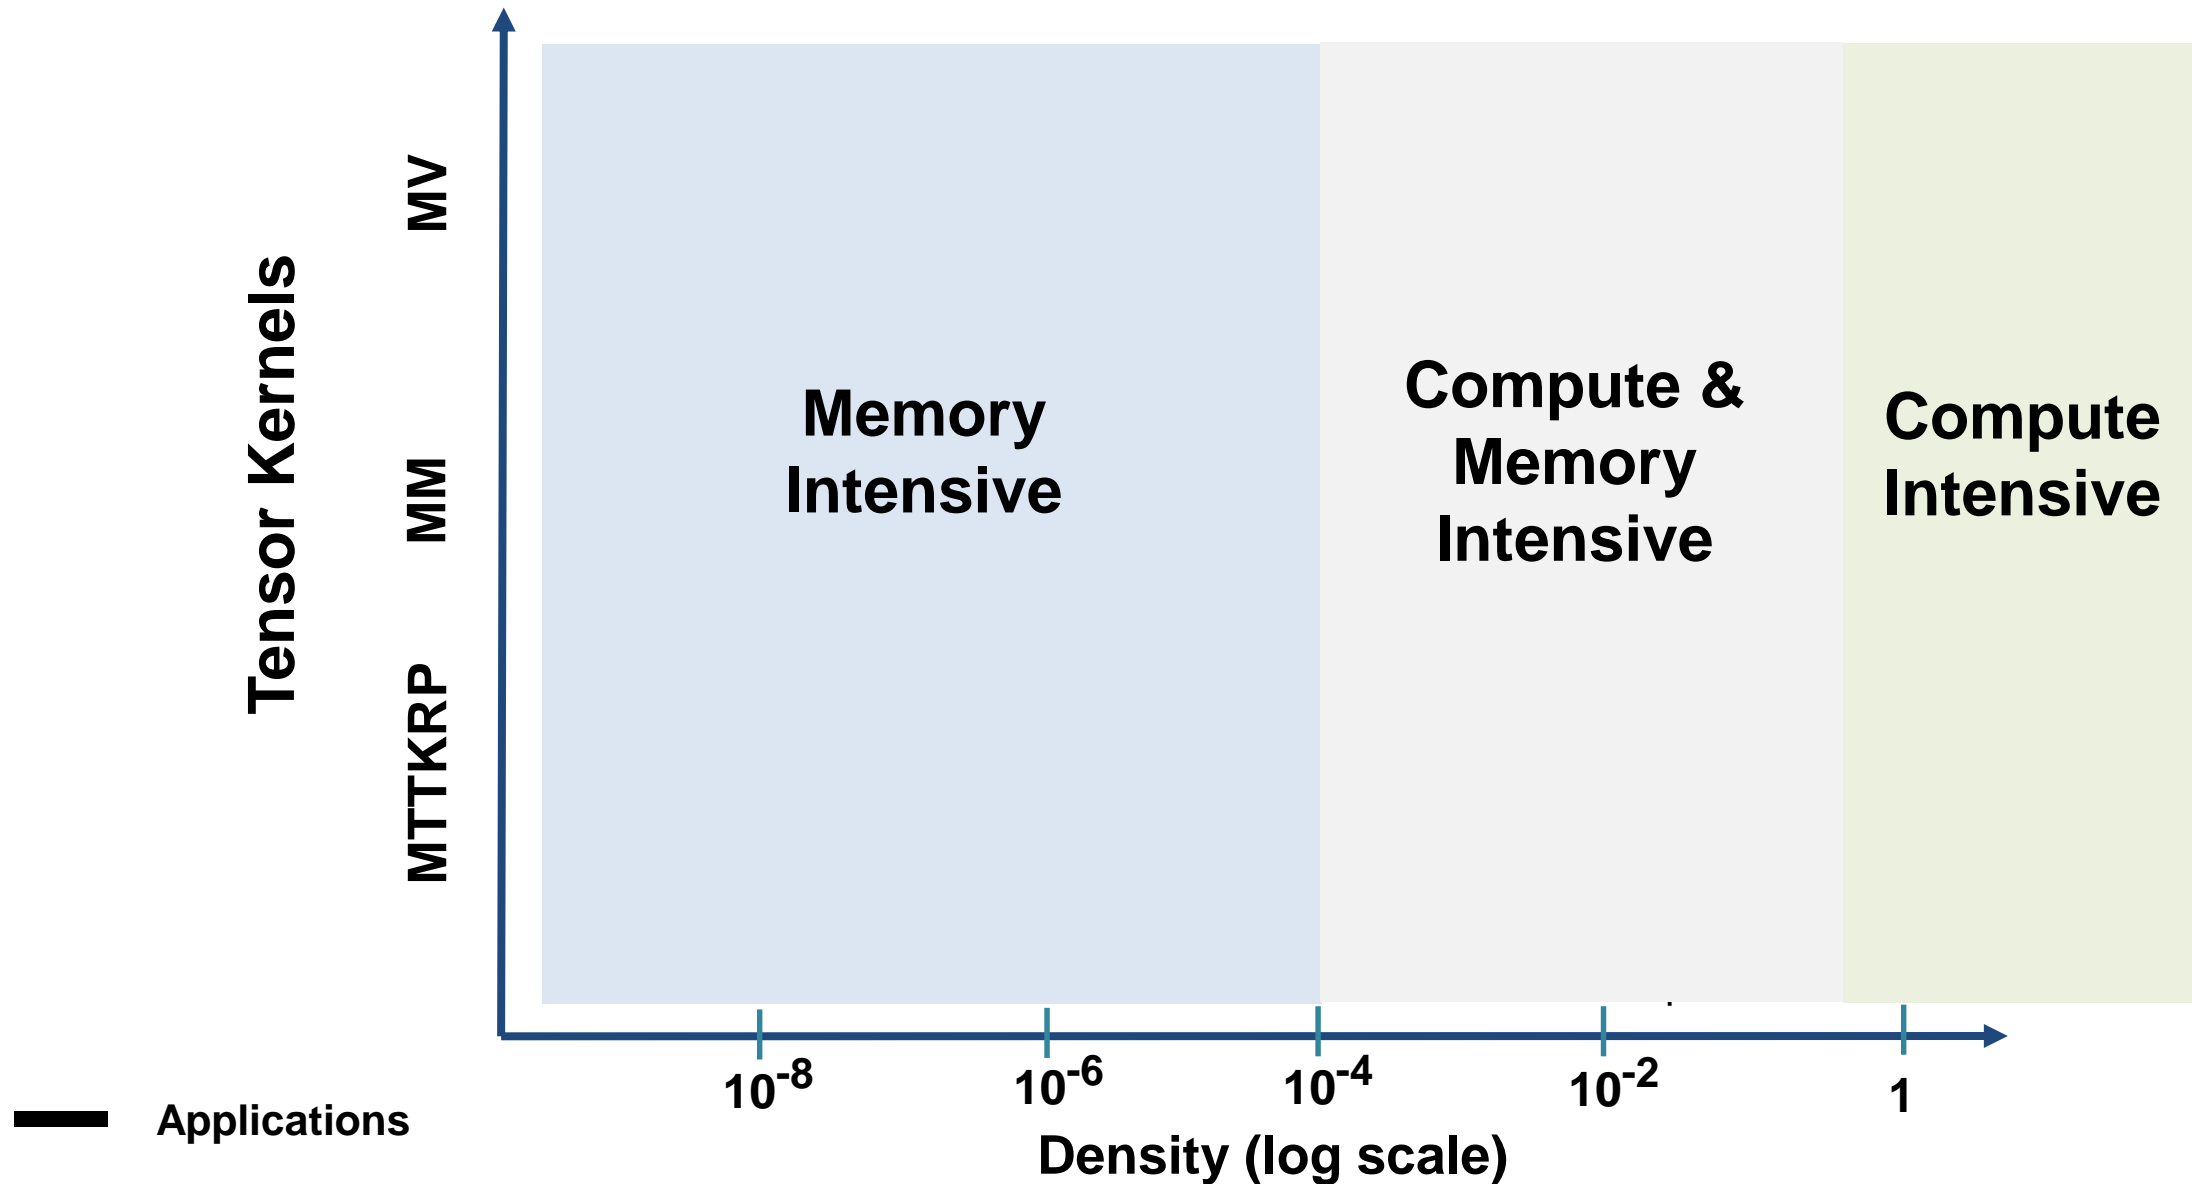 Tensor Kernels
MV
MM
MTTKRP
Memory
Intensive
Compute &
Memory
Intensive
Compute
Intensive
10⁻⁸
10⁻⁶
10⁻⁴
10⁻²
1
Density (log scale)
Applications